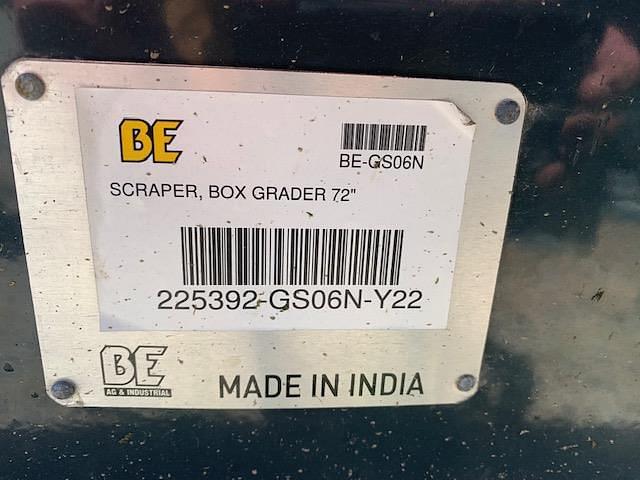 BE
BE-GS06N
SCRAPER, BOX GRADER 72"
225392-GS06N-Y22
BE
AG & INDUSTRIAL
MADE IN INDIA